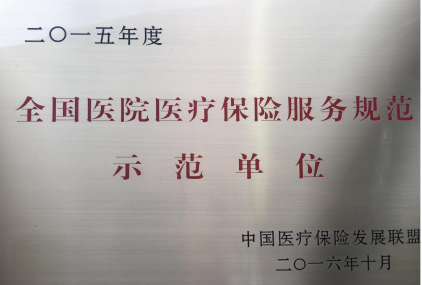 二〇一五年度
全国医院医疗保险服务规范
示范单位
中国医疗保险发展联盟
二〇一六年十月